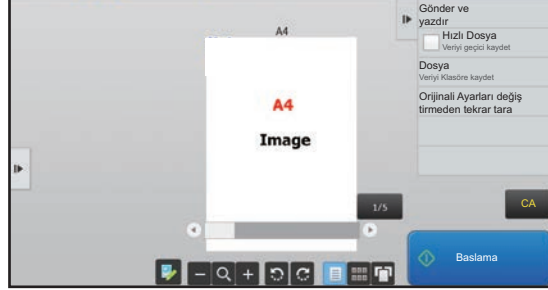 A4
A4
Image
1/5
Gönder ve
yazdır
Hızlı Dosya
Veriyi geçici kaydet
Dosya
Veriyi Klasöre kaydet
Orijinali Ayarları değiş
tirmeden tekrar tara
CA
Baslama